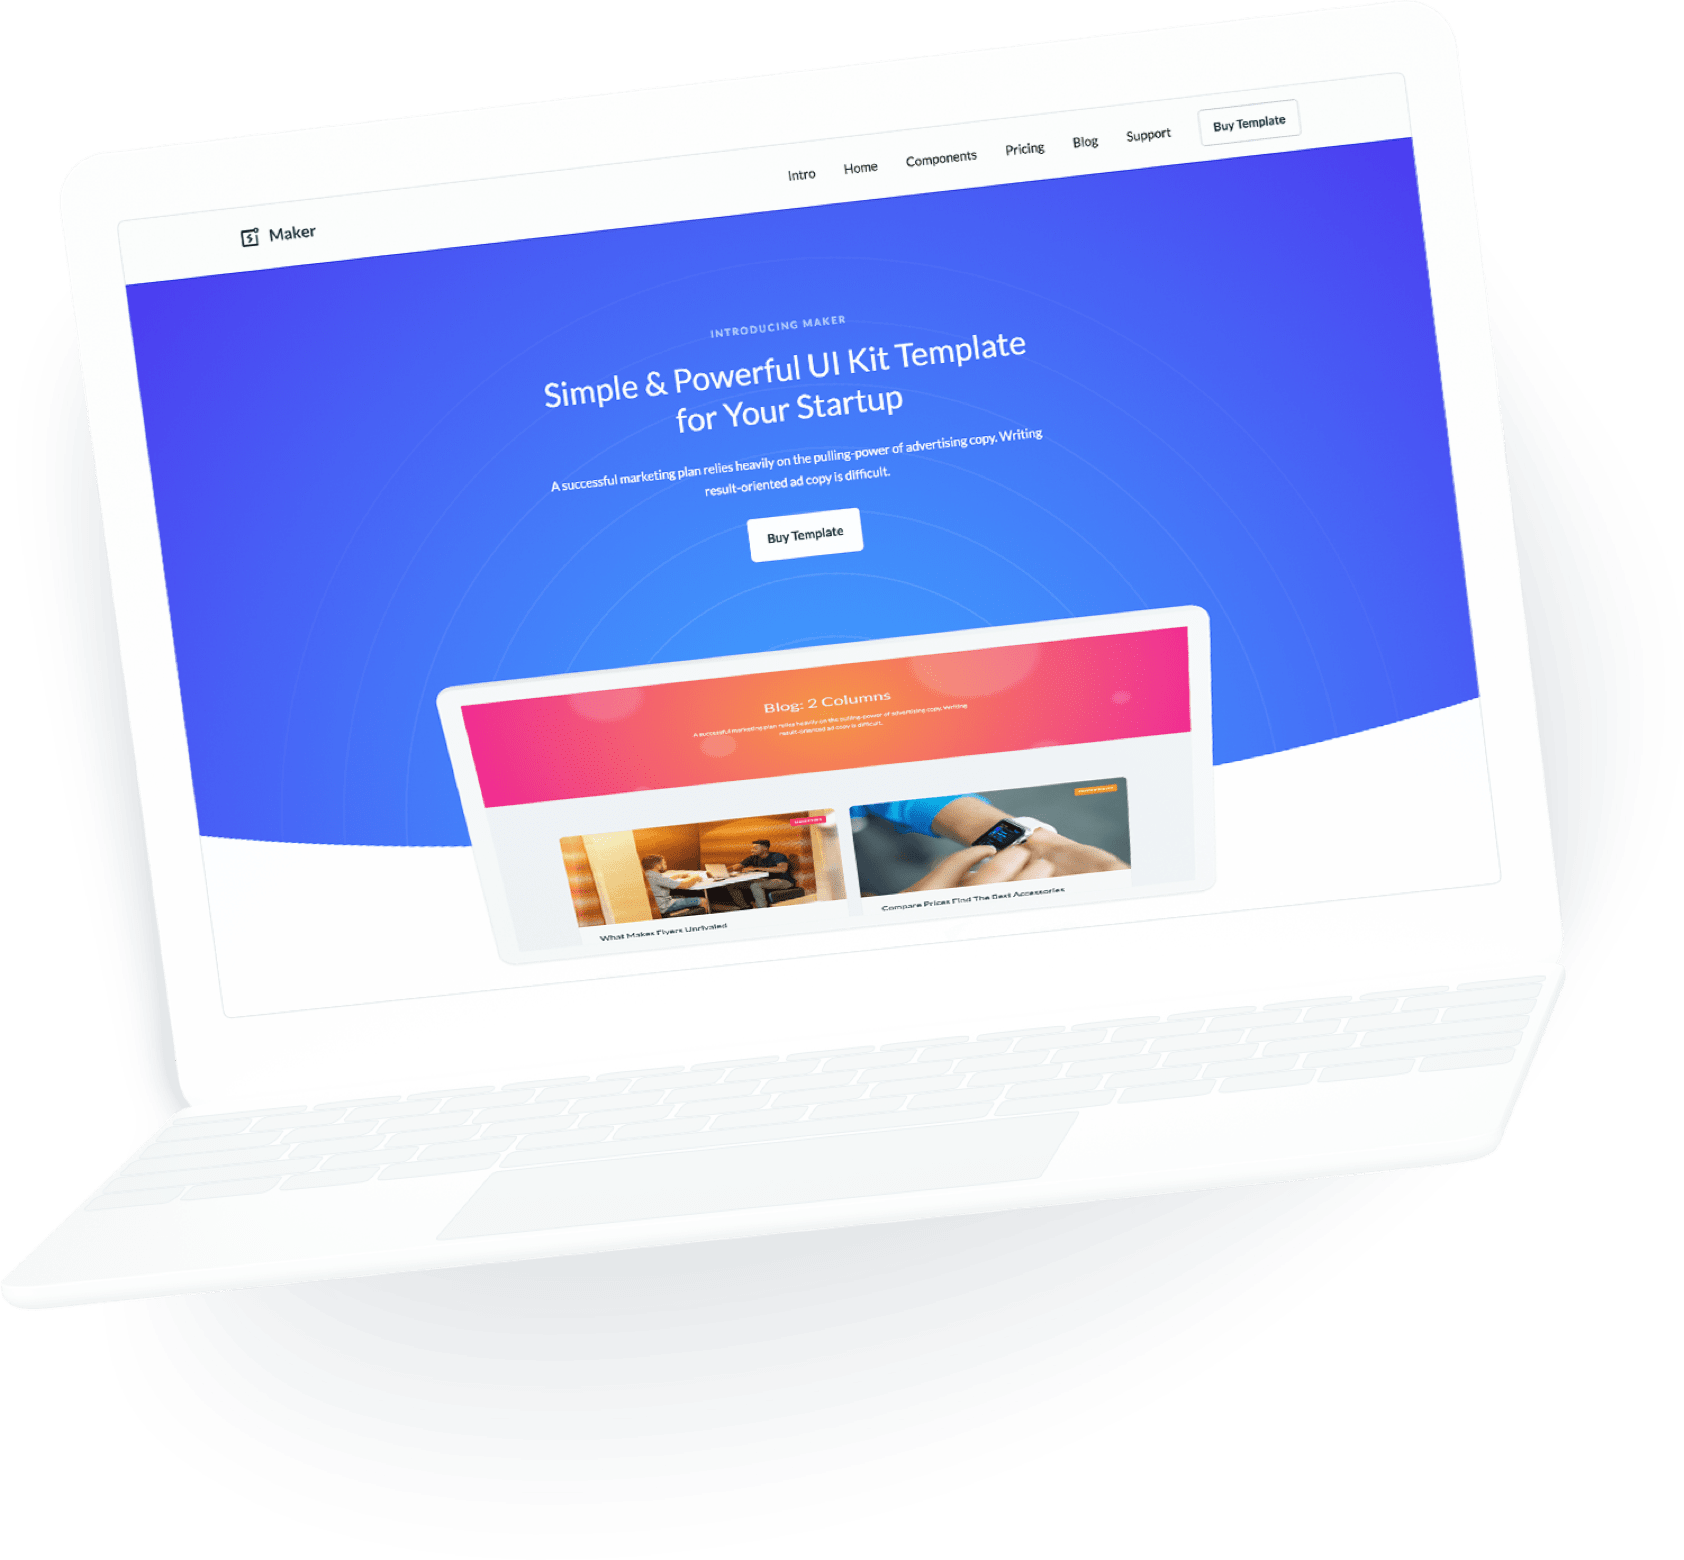 Maker
Intro
Home
Components
Pricing
Blog
Support
Buy Template
INTRODUCING MAKER
Simple & Powerful UI Kit Template
for Your Startup
A successful marketing plan relies heavily on the pulling-power of advertising copy. Writing
result-oriented ad copy is difficult.
Buy Template
Blog: 2 Columns
A successful marketing plan relies heavily on the pulling-power of advertising copy. Writing
result-oriented ad copy is difficult.
What Makes Flyers Unrivaled
Compare Prices Find The Best Accessories